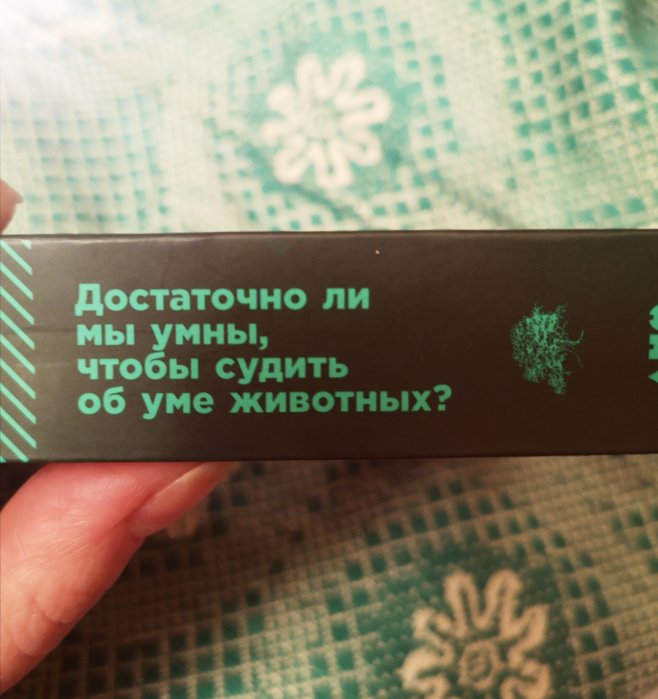 Достаточно ли
мы умны,
чтобы судить
об уме животных?